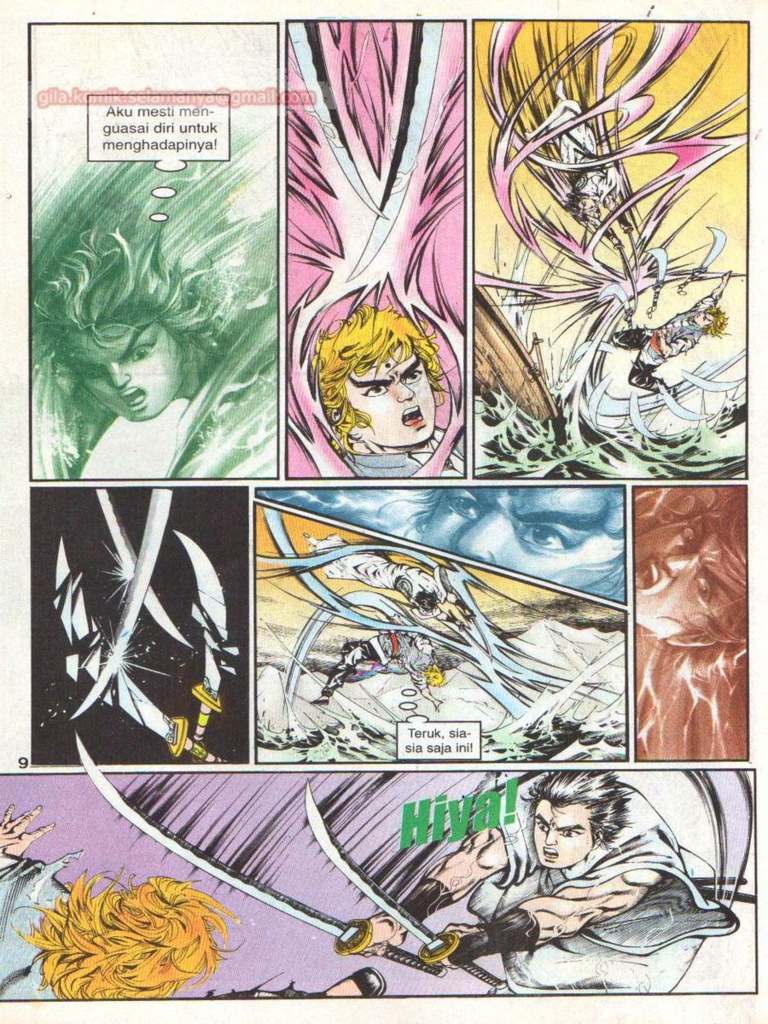 gila.komik.selamanya@gmail.com
Aku mesti men-
guasai diri untuk
menghadapinya!
Teruk, sia-
sia saja ini!
9
Hiya!